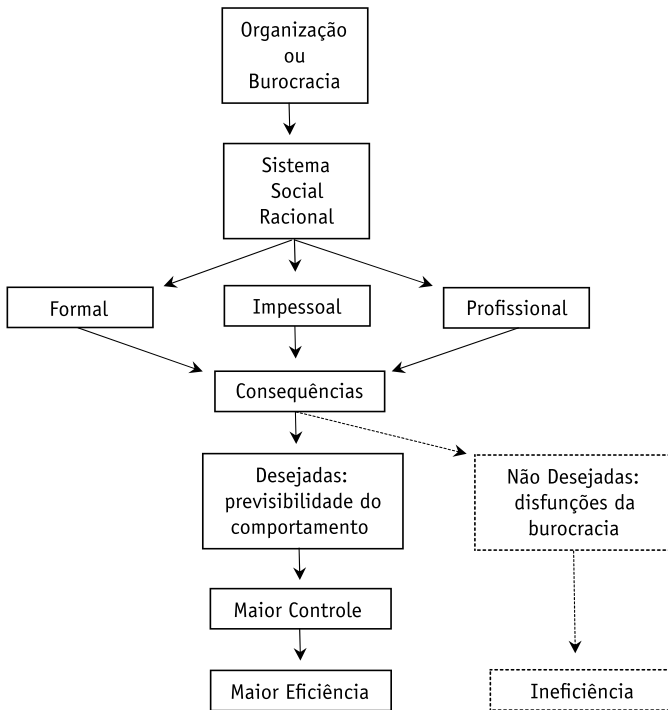 Organização
ou
Burocracia
Sistema
Social
Racional
Formal
Impessoal
Profissional
Consequências
Desejadas:
previsibilidade do
comportamento
Não Desejadas:
disfunções da
burocracia
Maior Controle
Maior Eficiência
Ineficiência